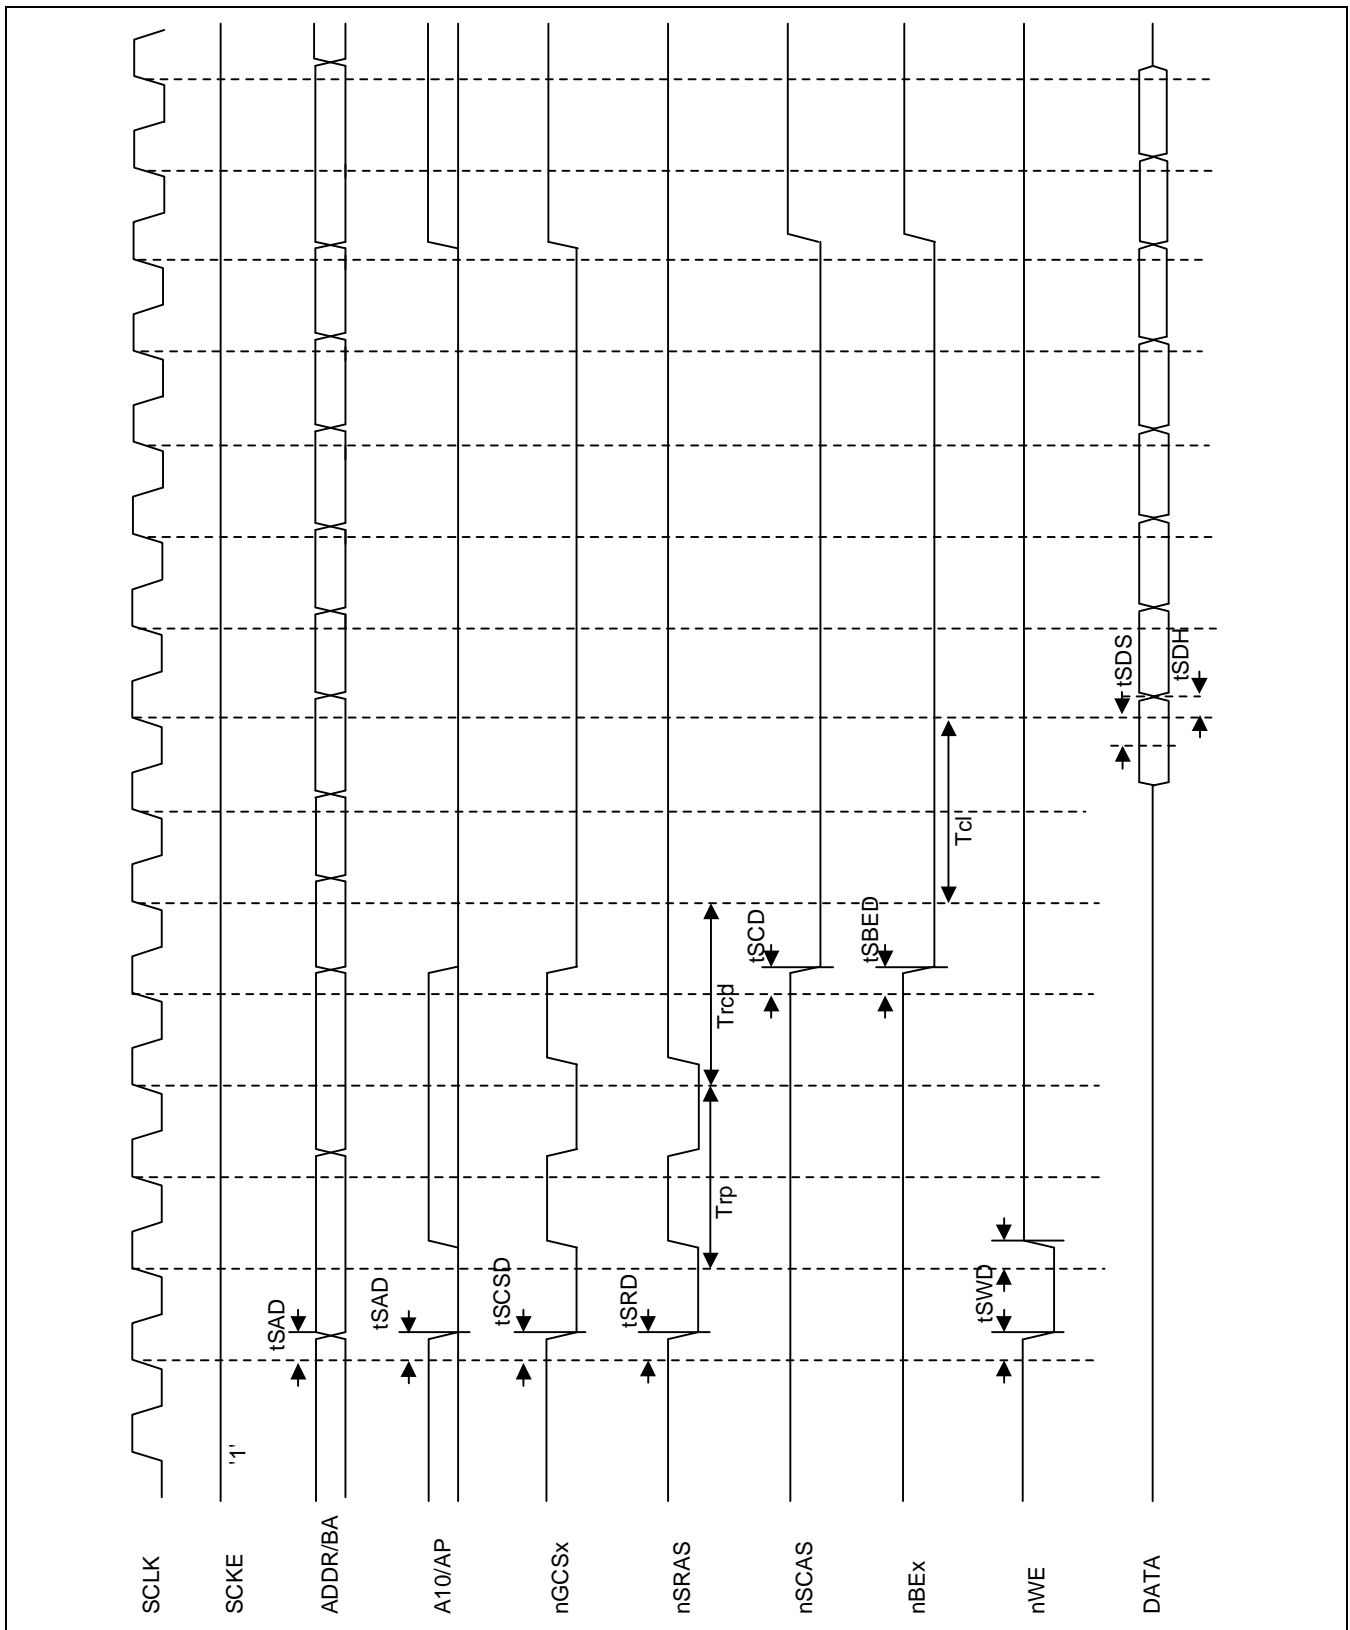 SCLK
SCKE
'1'
ADDR/BA
tSAD
A10/AP
tSAD
nGCSx
tSCSD
nSRAS
tSRD
Trp
Trcd
nSCAS
tSCD
nBEx
tSBED
Tcl
nWE
tSWD
DATA
tSDS
tSDH